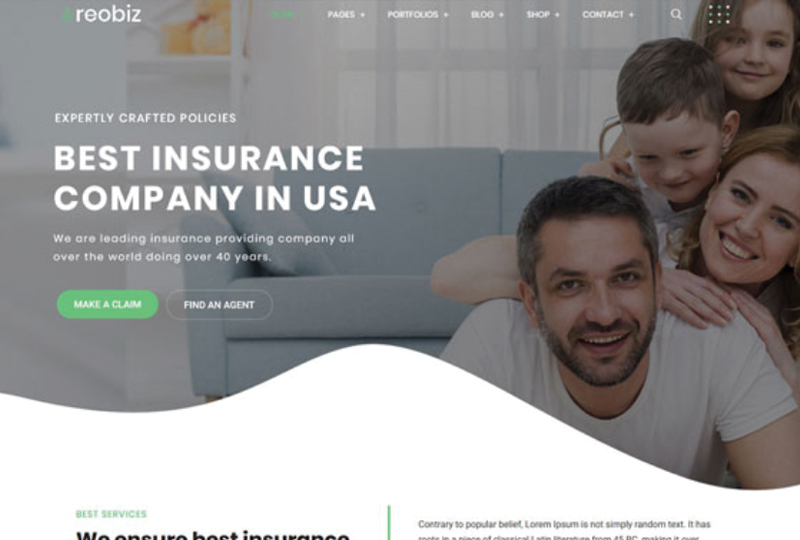 reobiz
HOME PAGES + PORTFOLIOS + BLOG + SHOP + CONTACT +
EXPERTLY CRAFTED POLICIES
BEST INSURANCE
COMPANY IN USA
We are leading insurance providing company all
over the world doing over 40 years.
MAKE A CLAIM FIND AN AGENT
BEST SERVICES
We ensure best insurance
Contrary to popular belief, Lorem Ipsum is not simply random text. It has
roots in a piece of classical Latin literature from 45 BC, making it over